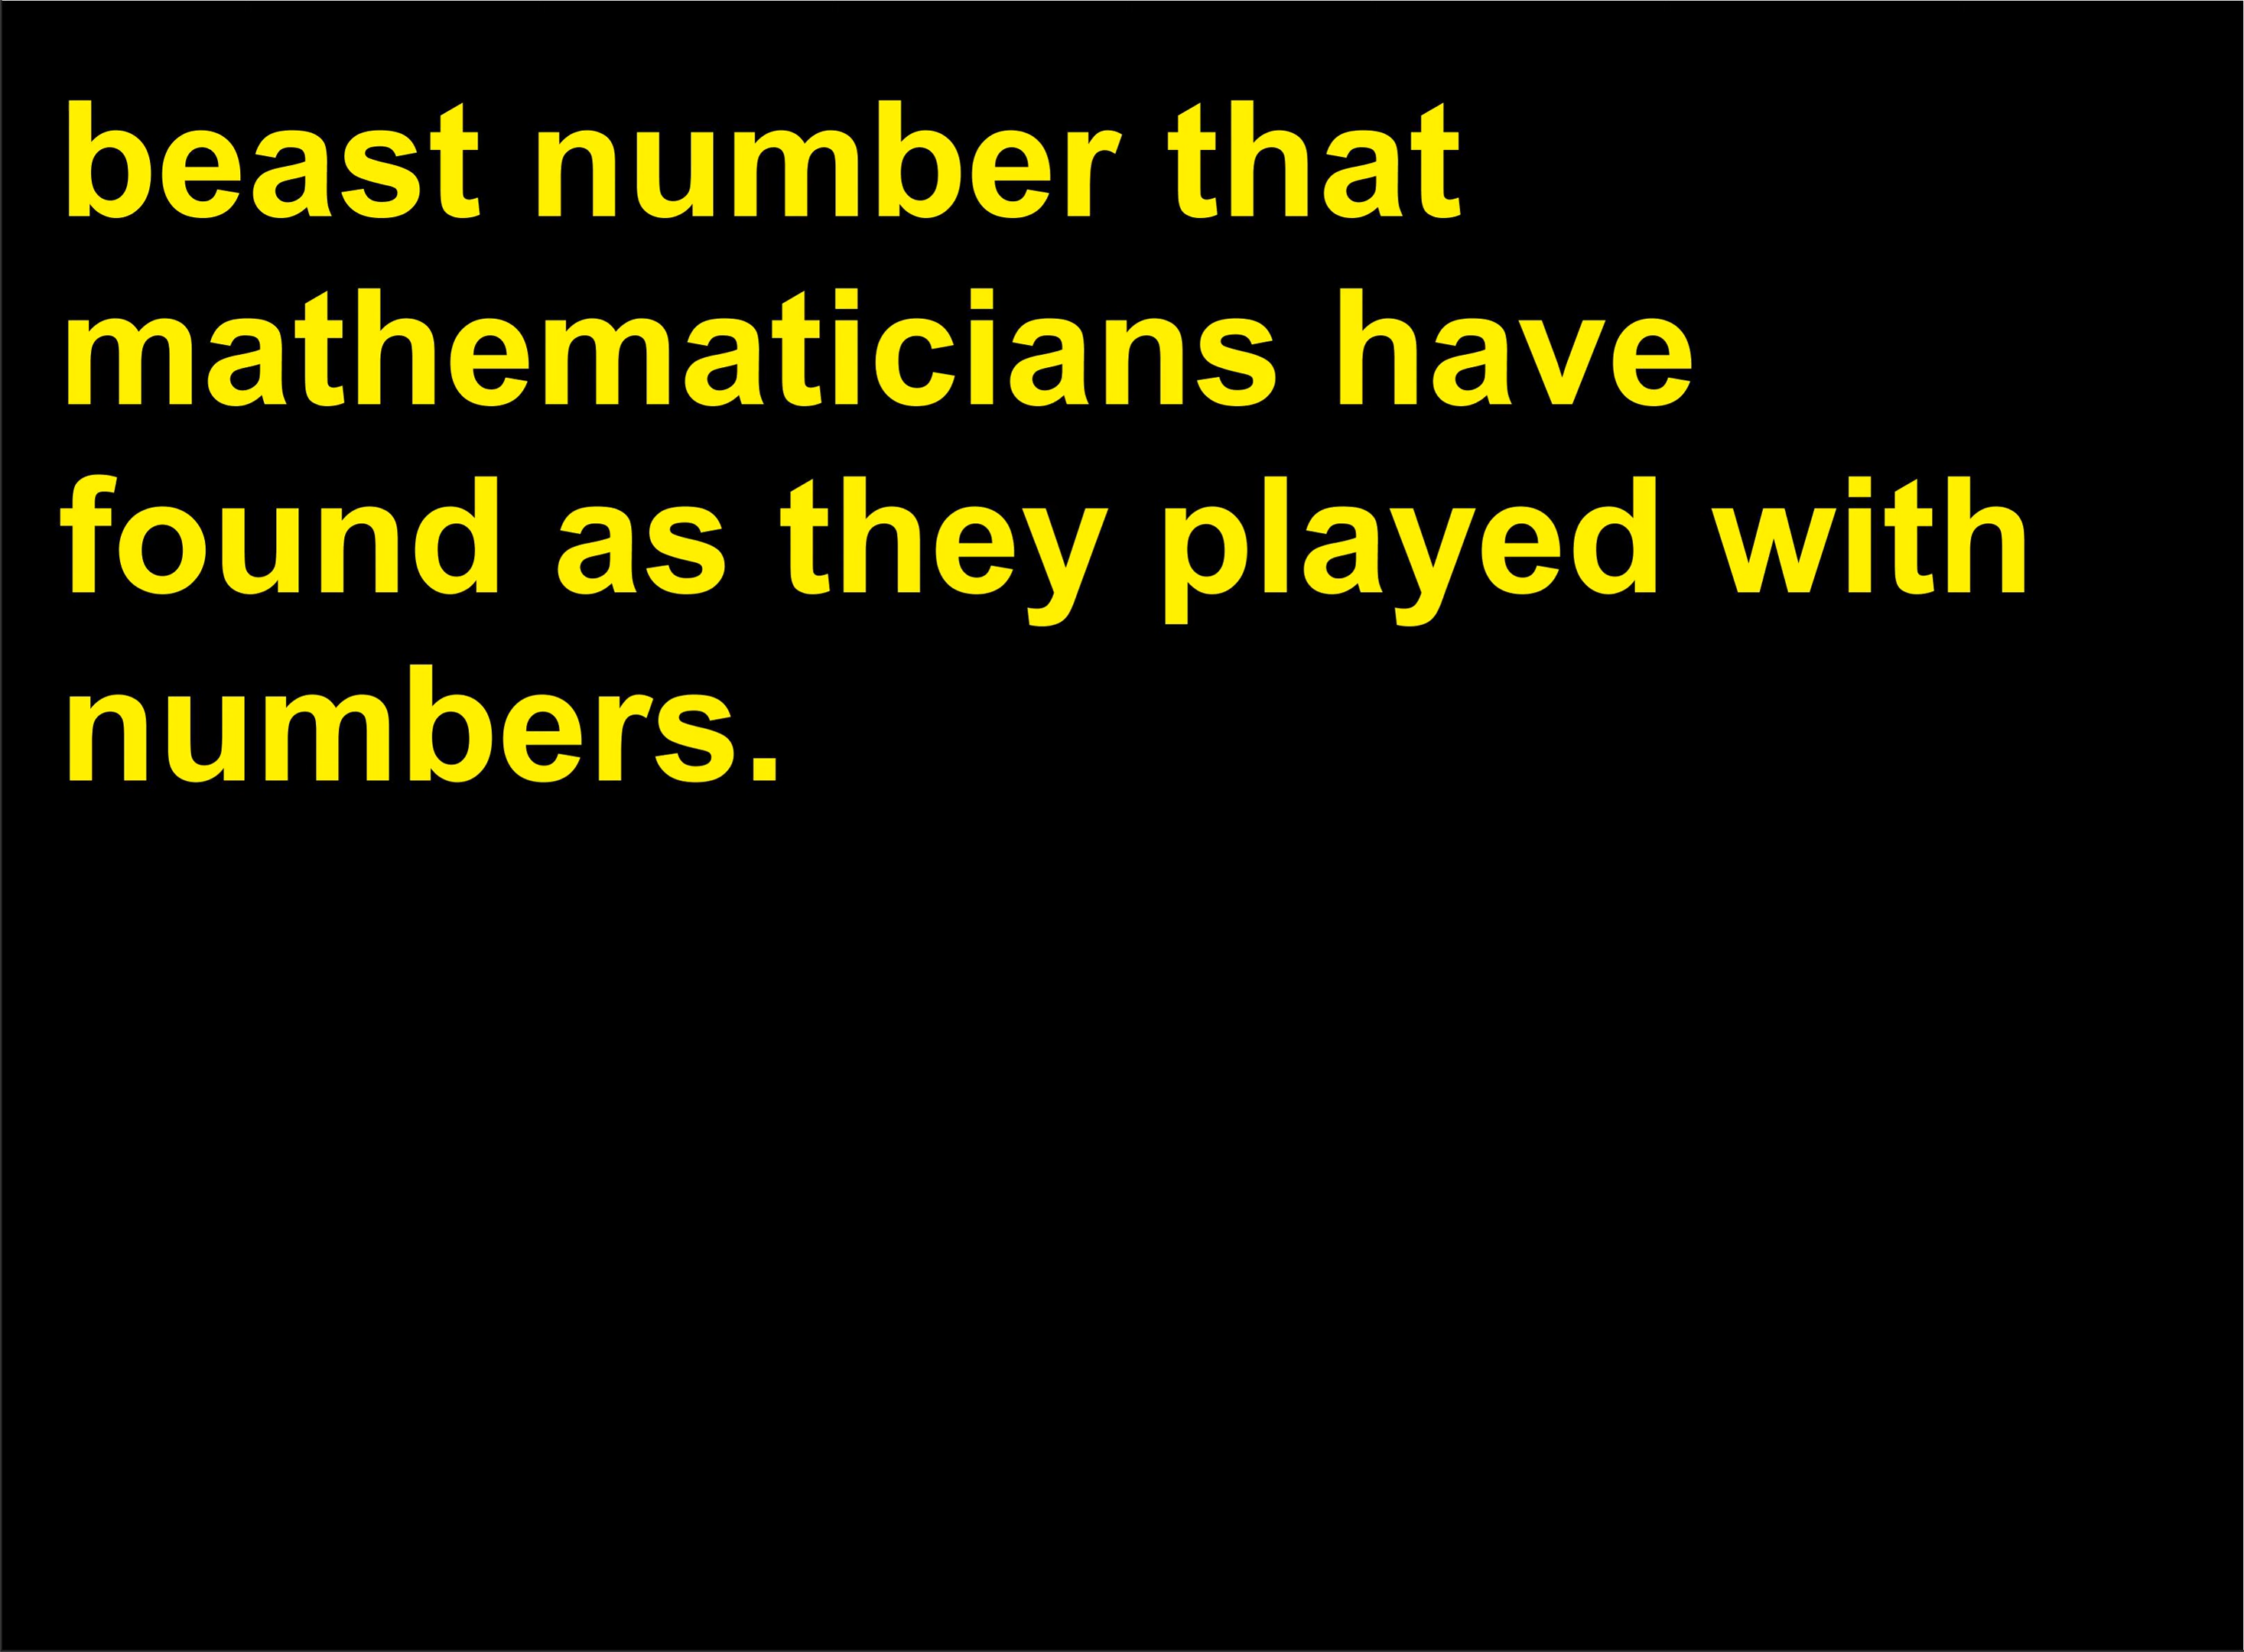 beast number that
mathematicians have
found as they played with
numbers.